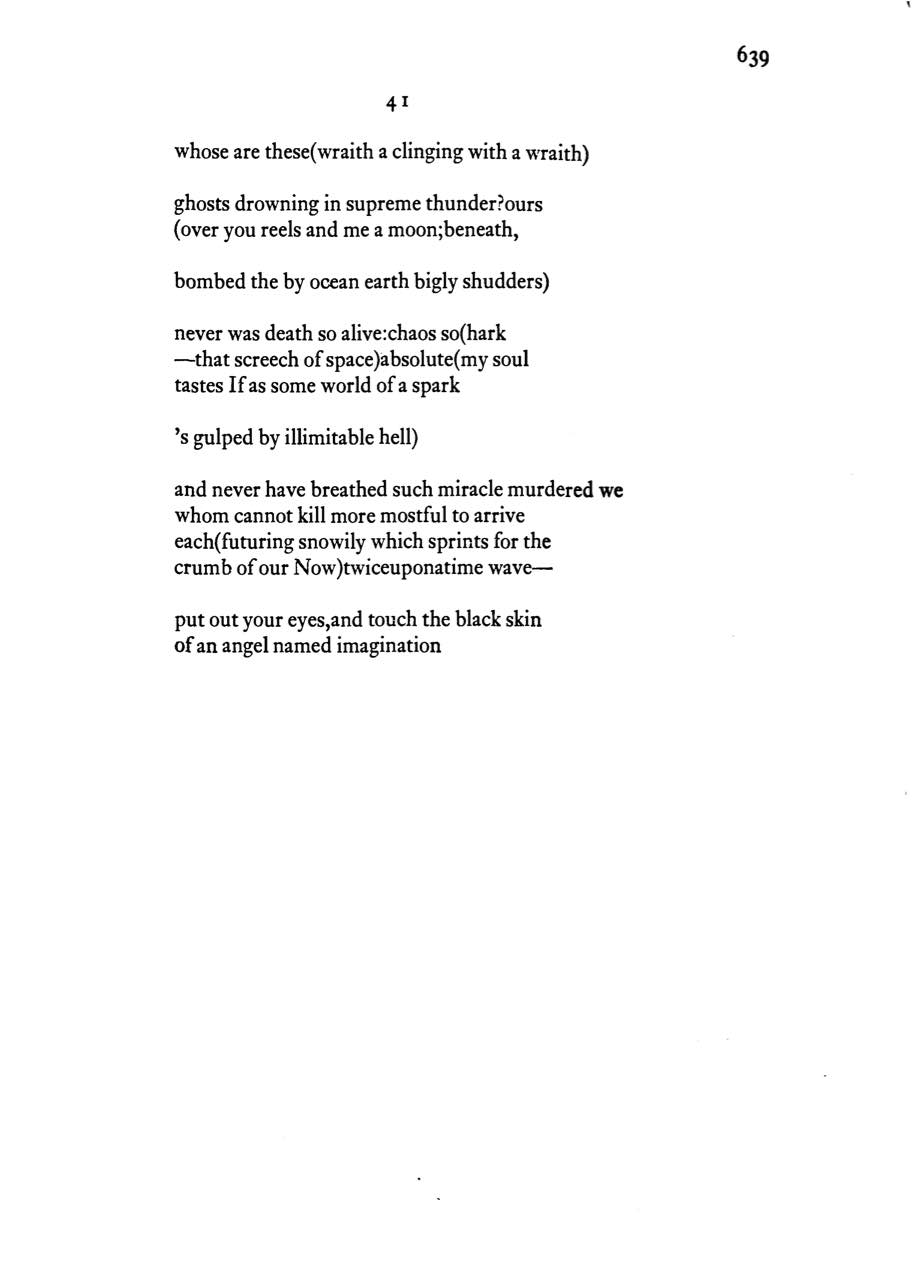 639
41
whose are these(wraith a clinging with a wraith)
ghosts drowning in supreme thunder?ours
(over you reels and me a moon;beneath,
bombed the by ocean earth bigly shudders)
never was death so alive:chaos so(hark
—that screech of space)absolute(my soul
tastes If as some world of a spark
’s gulped by illimitable hell)
and never have breathed such miracle murdered we
whom cannot kill more mostful to arrive
each(futuring snowily which sprints for the
crumb of our Now)twiceuponatime wave—
put out your eyes,and touch the black skin
of an angel named imagination